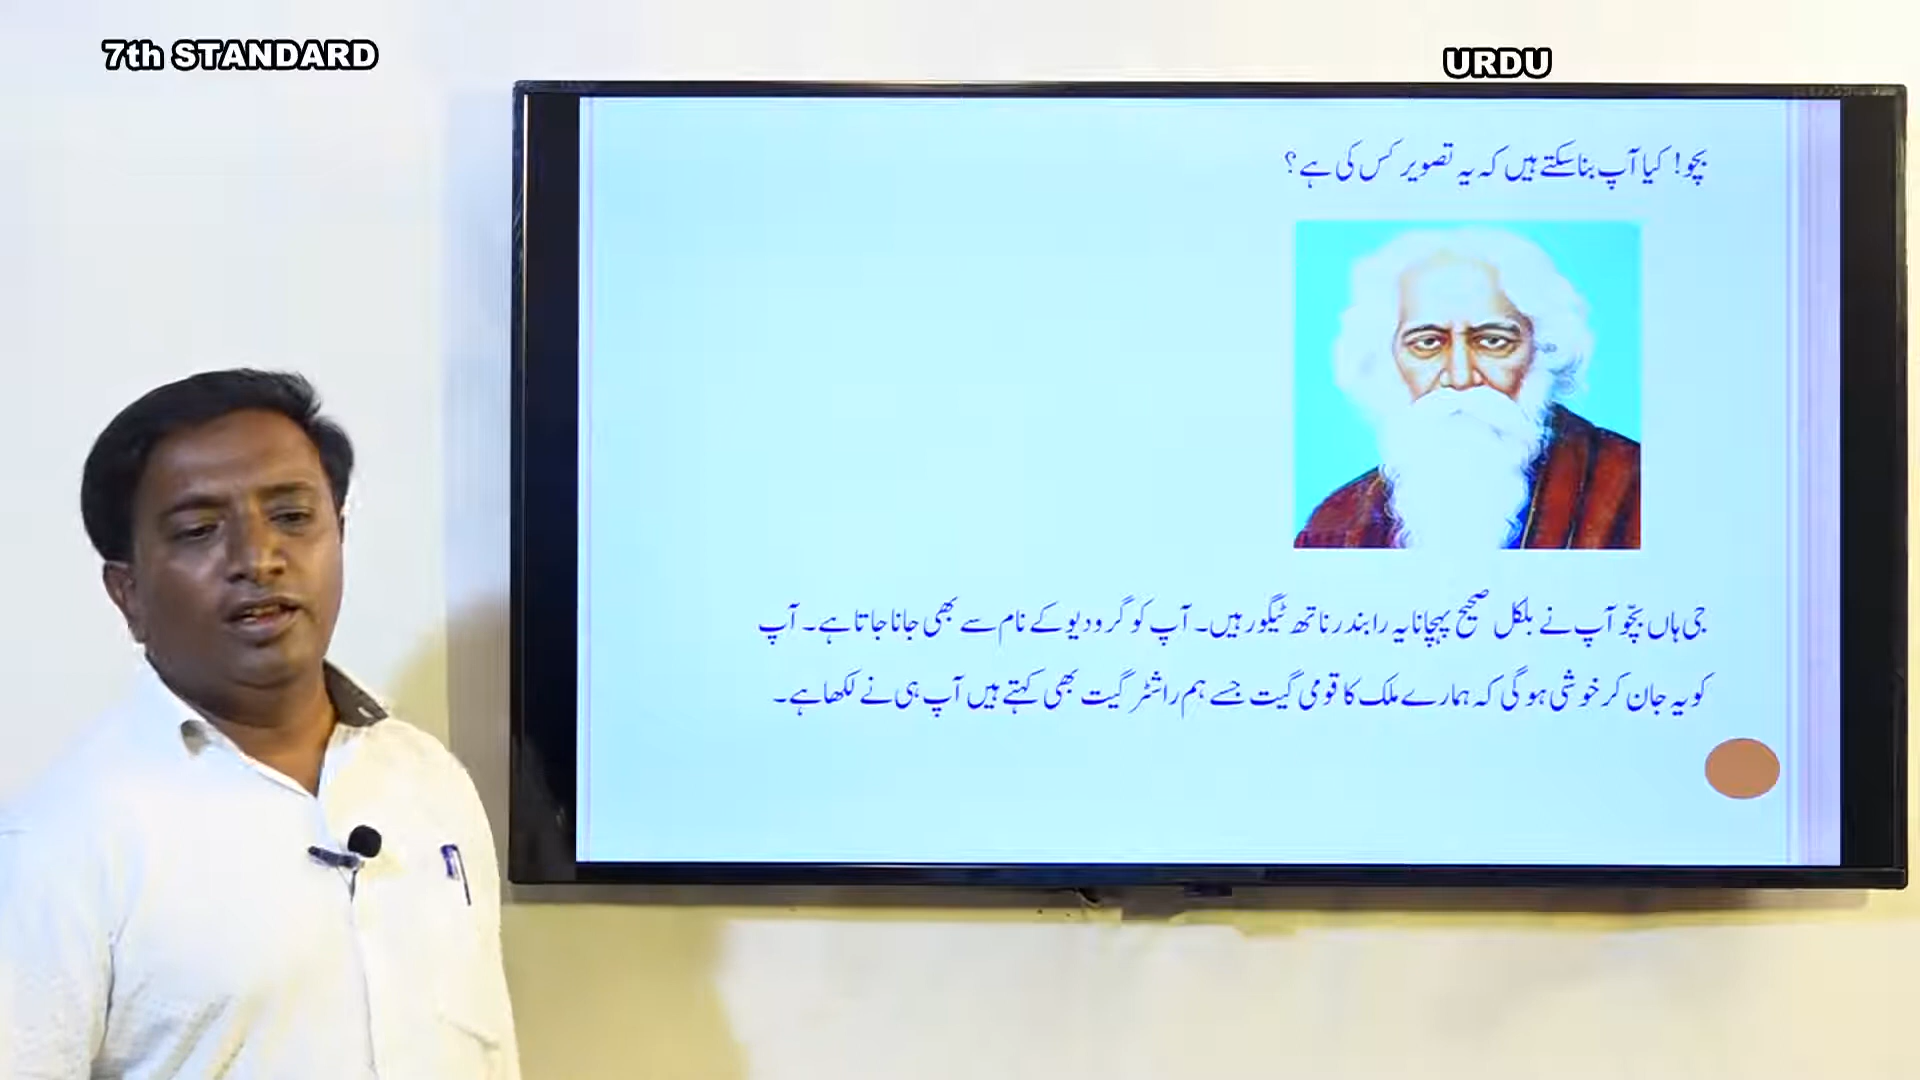 7th STANDARD
URDU
بچو! کیا آپ بتا سکتے ہیں کہ یہ تصویر کس کی ہے؟
جی ہاں بچّو آپ نے بلکل صحیح پہچانا یہ رابندر ناتھ ٹیگور ہیں۔ آپ کو گرودیو کے نام سے بھی جانا جاتا ہے۔ آپ
کو یہ جان کر خوشی ہوگی کہ ہمارے ملک کا قومی گیت جسے ہم راشٹر گیت بھی کہتے ہیں آپ ہی نے لکھا ہے۔